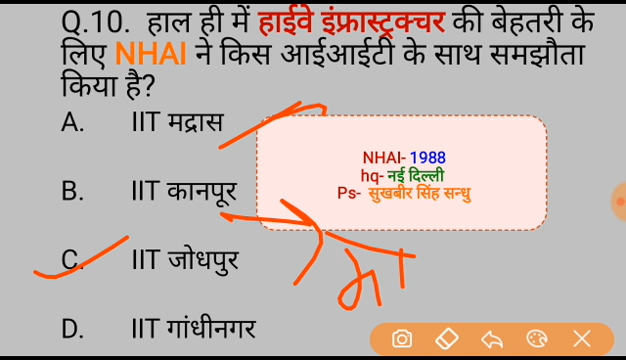 Q.10. हाल ही में हाईवे इंफ्रास्ट्रक्चर की बेहतरी के
लिए NHAI ने किस आईआईटी के साथ समझौता
किया है?
A. IIT मद्रास
B. IIT कानपूर
C. IIT जोधपुर
D. IIT गांधीनगर
NHAI- 1988
hq- नई दिल्ली
Ps- सुखबीर सिंह सन्धु